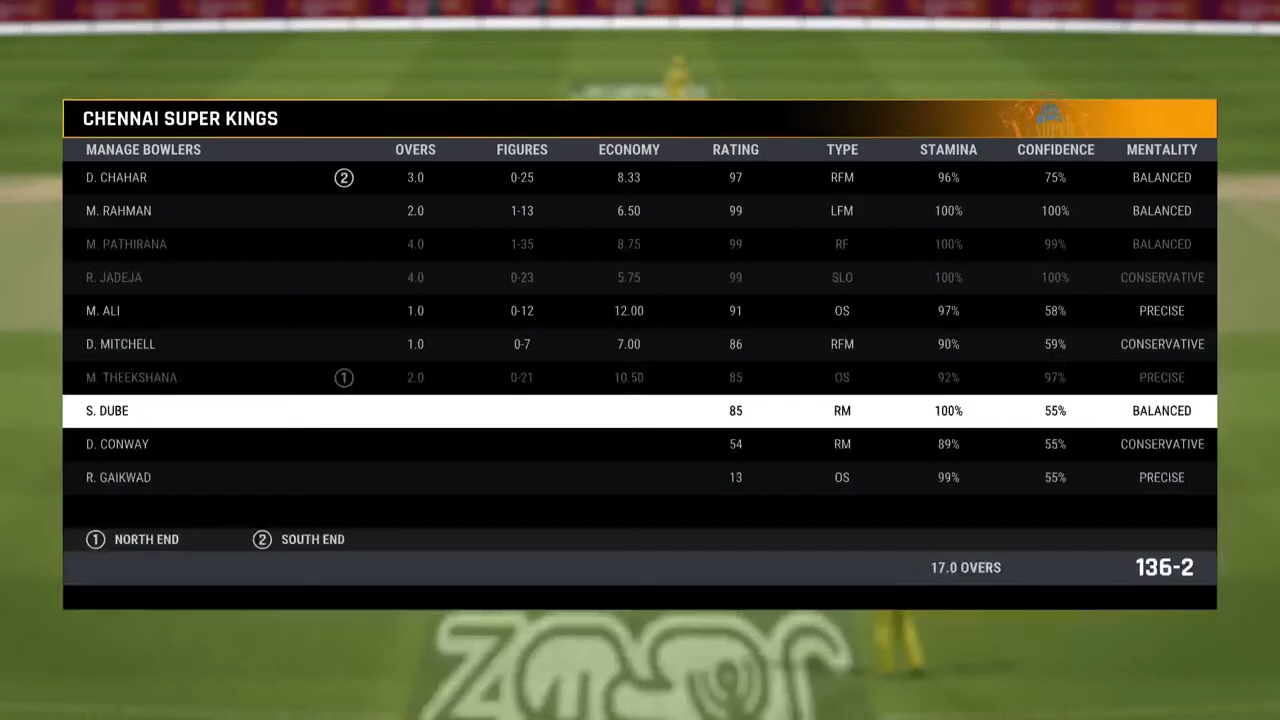 CHENNAI SUPER KINGS
MANAGE BOWLERS OVERS FIGURES ECONOMY RATING TYPE STAMINA CONFIDENCE MENTALITY
D. CHAHAR 2 3.0 0-25 8.33 97 RFM 96% 75% BALANCED
M. RAHMAN 2.0 1-13 6.50 99 LFM 100% 100% BALANCED
M. PATHIRANA 4.0 1-35 8.75 99 RF 100% 99% BALANCED
R. JADEJA 4.0 0-23 5.75 99 SLO 100% 100% CONSERVATIVE
M. ALI 1.0 0-12 12.00 91 OS 97% 58% PRECISE
D. MITCHELL 1.0 0-7 7.00 86 RFM 90% 59% CONSERVATIVE
M. THEEKSHANA 1 2.0 0-21 10.50 85 OS 92% 97% PRECISE
S. DUBE 85 RM 100% 55% BALANCED
D. CONWAY 54 RM 89% 55% CONSERVATIVE
R. GAIKWAD 13 OS 99% 55% PRECISE
1 NORTH END 2 SOUTH END
17.0 OVERS 136-2